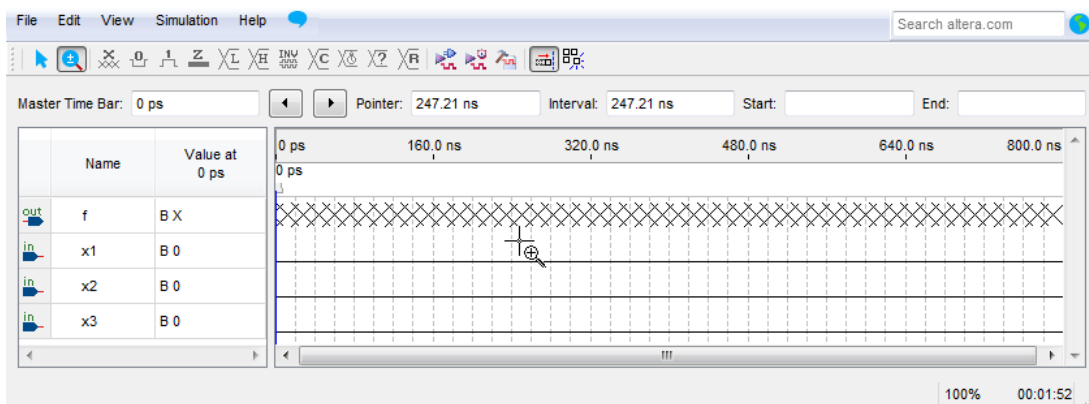 File Edit View Simulation Help Search altera.com
Master Time Bar: 0 ps Pointer: 247.21 ns Interval: 247.21 ns Start: End:
Name Value at 0 ps
0 ps 160.0 ns 320.0 ns 480.0 ns 640.0 ns 800.0 ns
0 ps
out f B X
in x1 B 0
in x2 B 0
in x3 B 0
100% 00:01:52